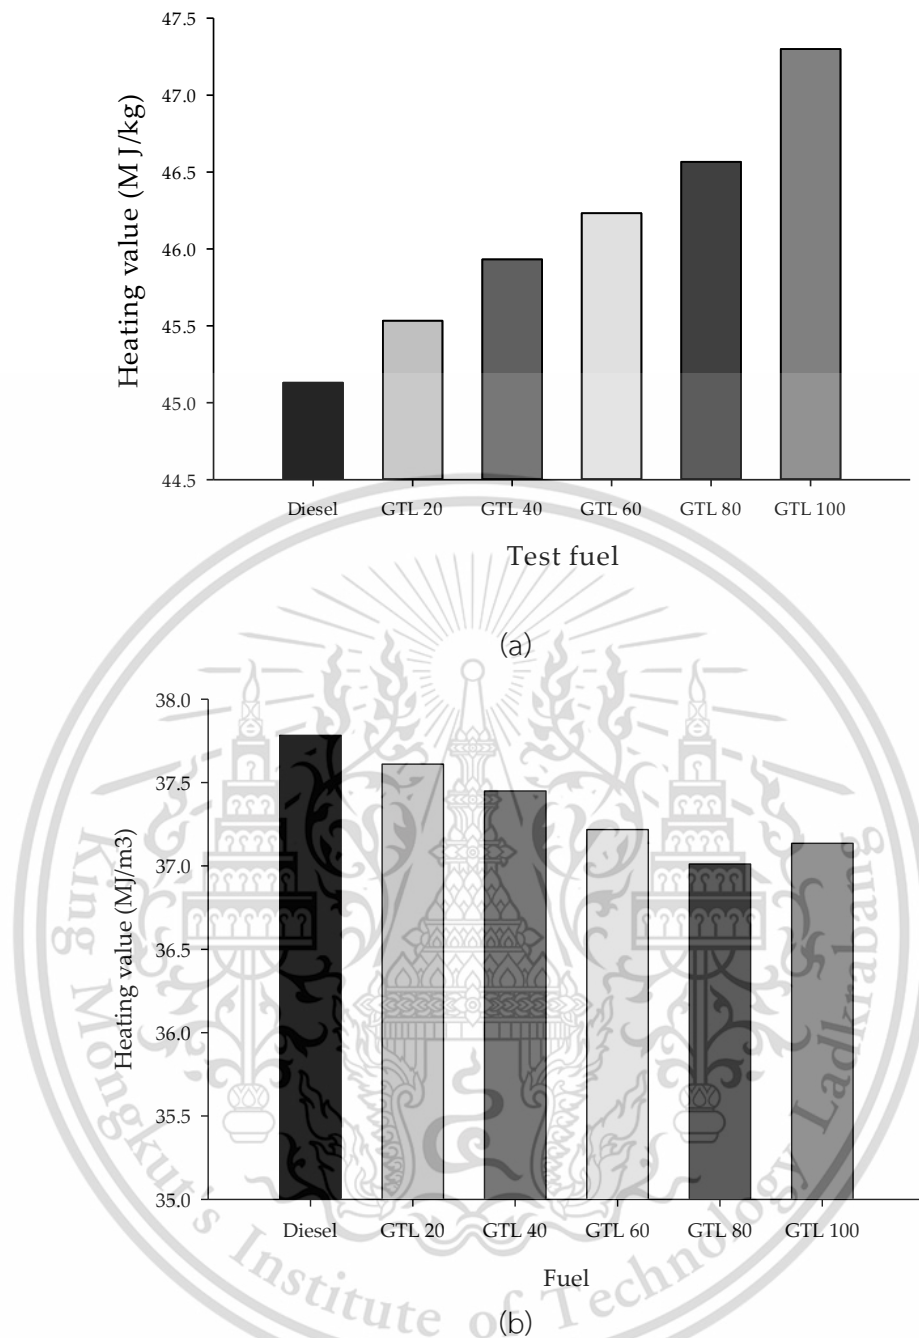 Heating value (M J/kg)
47.5
47.0
46.5
46.0
45.5
45.0
44.5
Diesel GTL 20 GTL 40 GTL 60 GTL 80 GTL 100
Test fuel
(a)
Heating value (MJ/m3)
38.0
37.5
37.0
36.5
36.0
35.5
35.0
Diesel GTL 20 GTL 40 GTL 60 GTL 80 GTL 100
Fuel
(b)
King Mongkut's Institute of Technology Ladkrabang